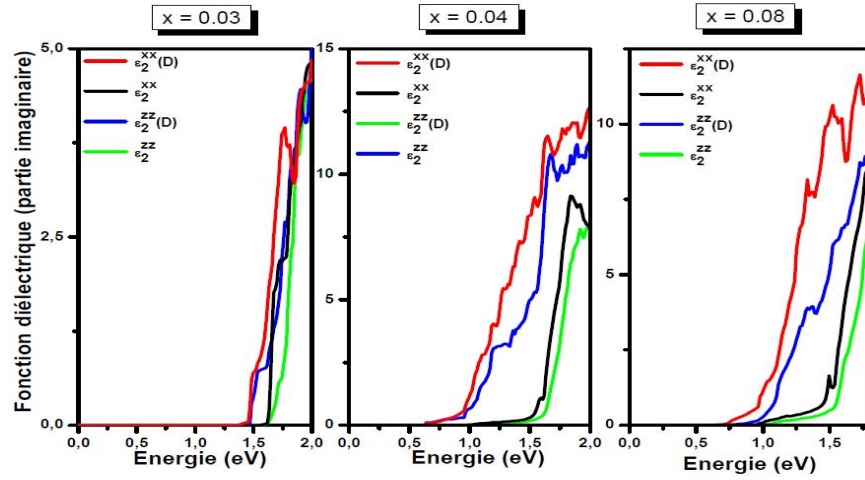 x = 0.03
x = 0.04
x = 0.08
Fonction diélectrique (partie imaginaire)
5,0
2,5
0,0
ε₂ˣˣ(D)
ε₂ˣˣ
ε₂ᶻᶻ(D)
ε₂ᶻᶻ
0,0 0,5 1,0 1,5 2,0
Energie (eV)
15
10
5
0
ε₂ˣˣ(D)
ε₂ˣˣ
ε₂ᶻᶻ(D)
ε₂ᶻᶻ
0,0 0,5 1,0 1,5 2,0
Energie (eV)
10
5
0
ε₂ˣˣ(D)
ε₂ˣˣ
ε₂ᶻᶻ(D)
ε₂ᶻᶻ
0,0 0,5 1,0 1,5
Energie (eV)